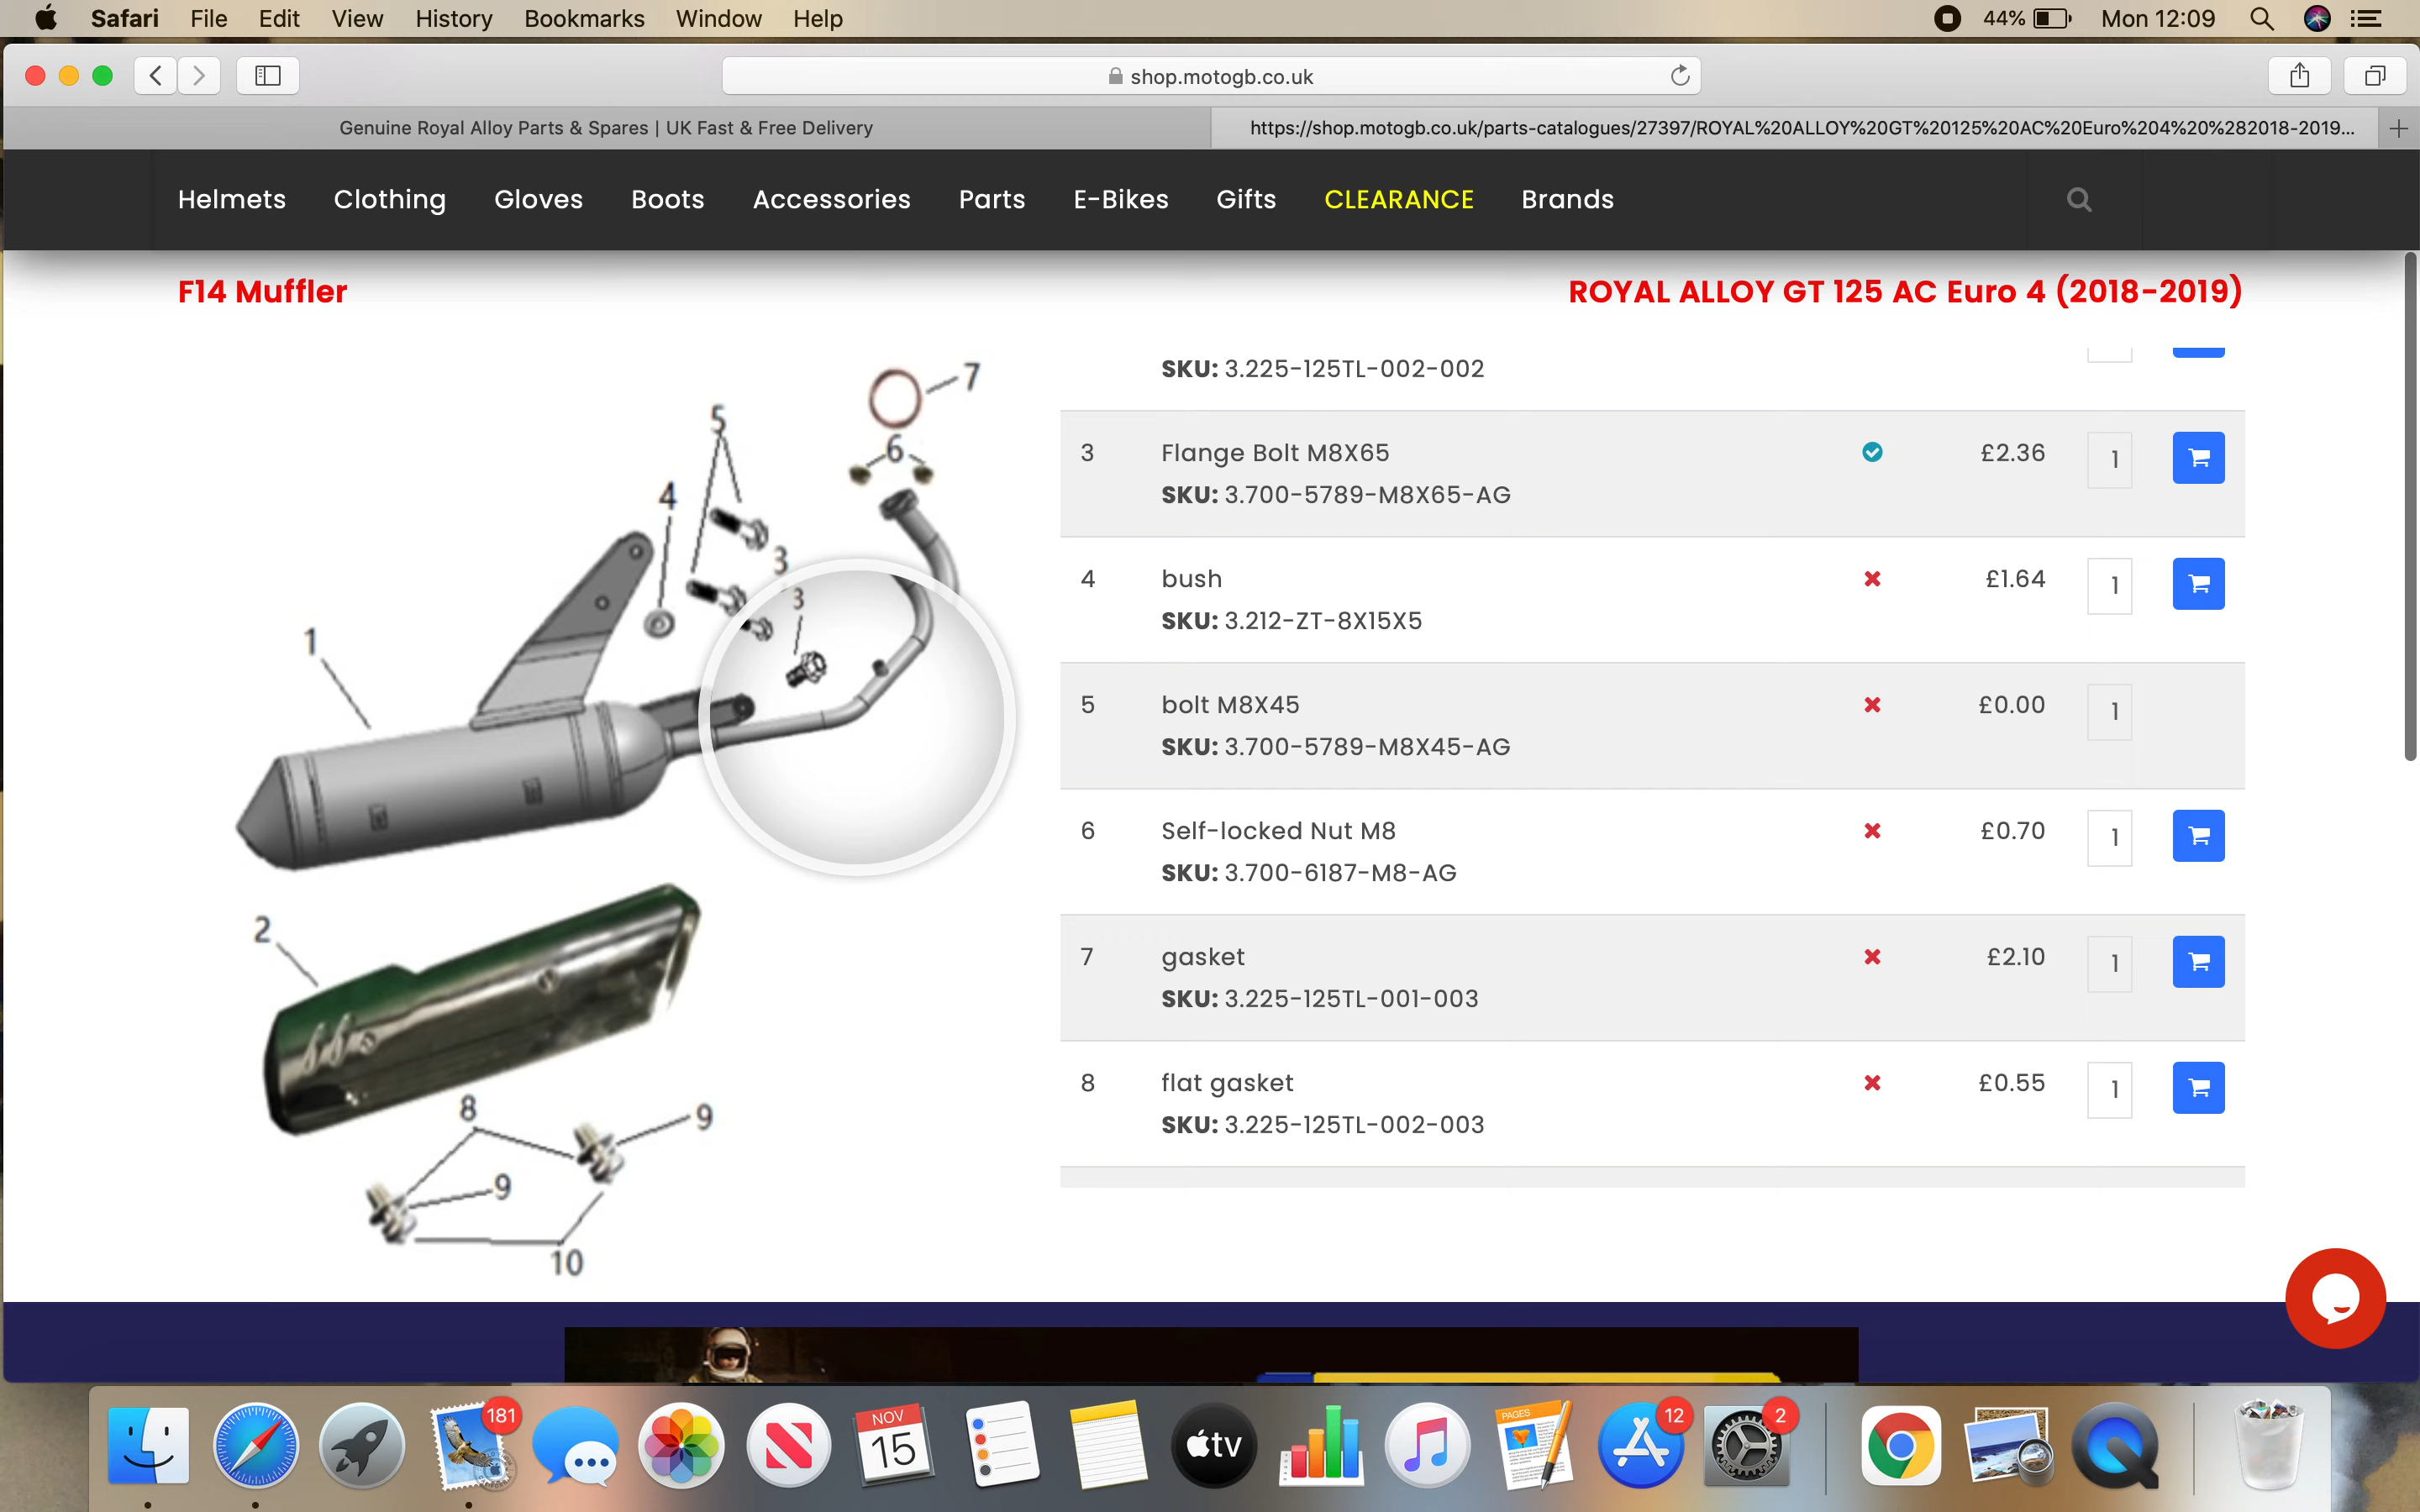 Safari File Edit View History Bookmarks Window Help 44% Mon 12:09
shop.motogb.co.uk
Genuine Royal Alloy Parts & Spares | UK Fast & Free Delivery
https://shop.motogb.co.uk/parts-catalogues/27397/ROYAL%20ALLOY%20GT%20125%20AC%20Euro%204%20%282018-2019...
Helmets Clothing Gloves Boots Accessories Parts E-Bikes Gifts CLEARANCE Brands
F14 Muffler
ROYAL ALLOY GT 125 AC Euro 4 (2018-2019)
7
5
6
4
3
3
1
2
8
9
9
10
SKU: 3.225-125TL-002-002
3 Flange Bolt M8X65 £2.36 1
SKU: 3.700-5789-M8X65-AG
4 bush £1.64 1
SKU: 3.212-ZT-8X15X5
5 bolt M8X45 £0.00 1
SKU: 3.700-5789-M8X45-AG
6 Self-locked Nut M8 £0.70 1
SKU: 3.700-6187-M8-AG
7 gasket £2.10 1
SKU: 3.225-125TL-001-003
8 flat gasket £0.55 1
SKU: 3.225-125TL-002-003
181
NOV
15
tv
PAGES
12
2